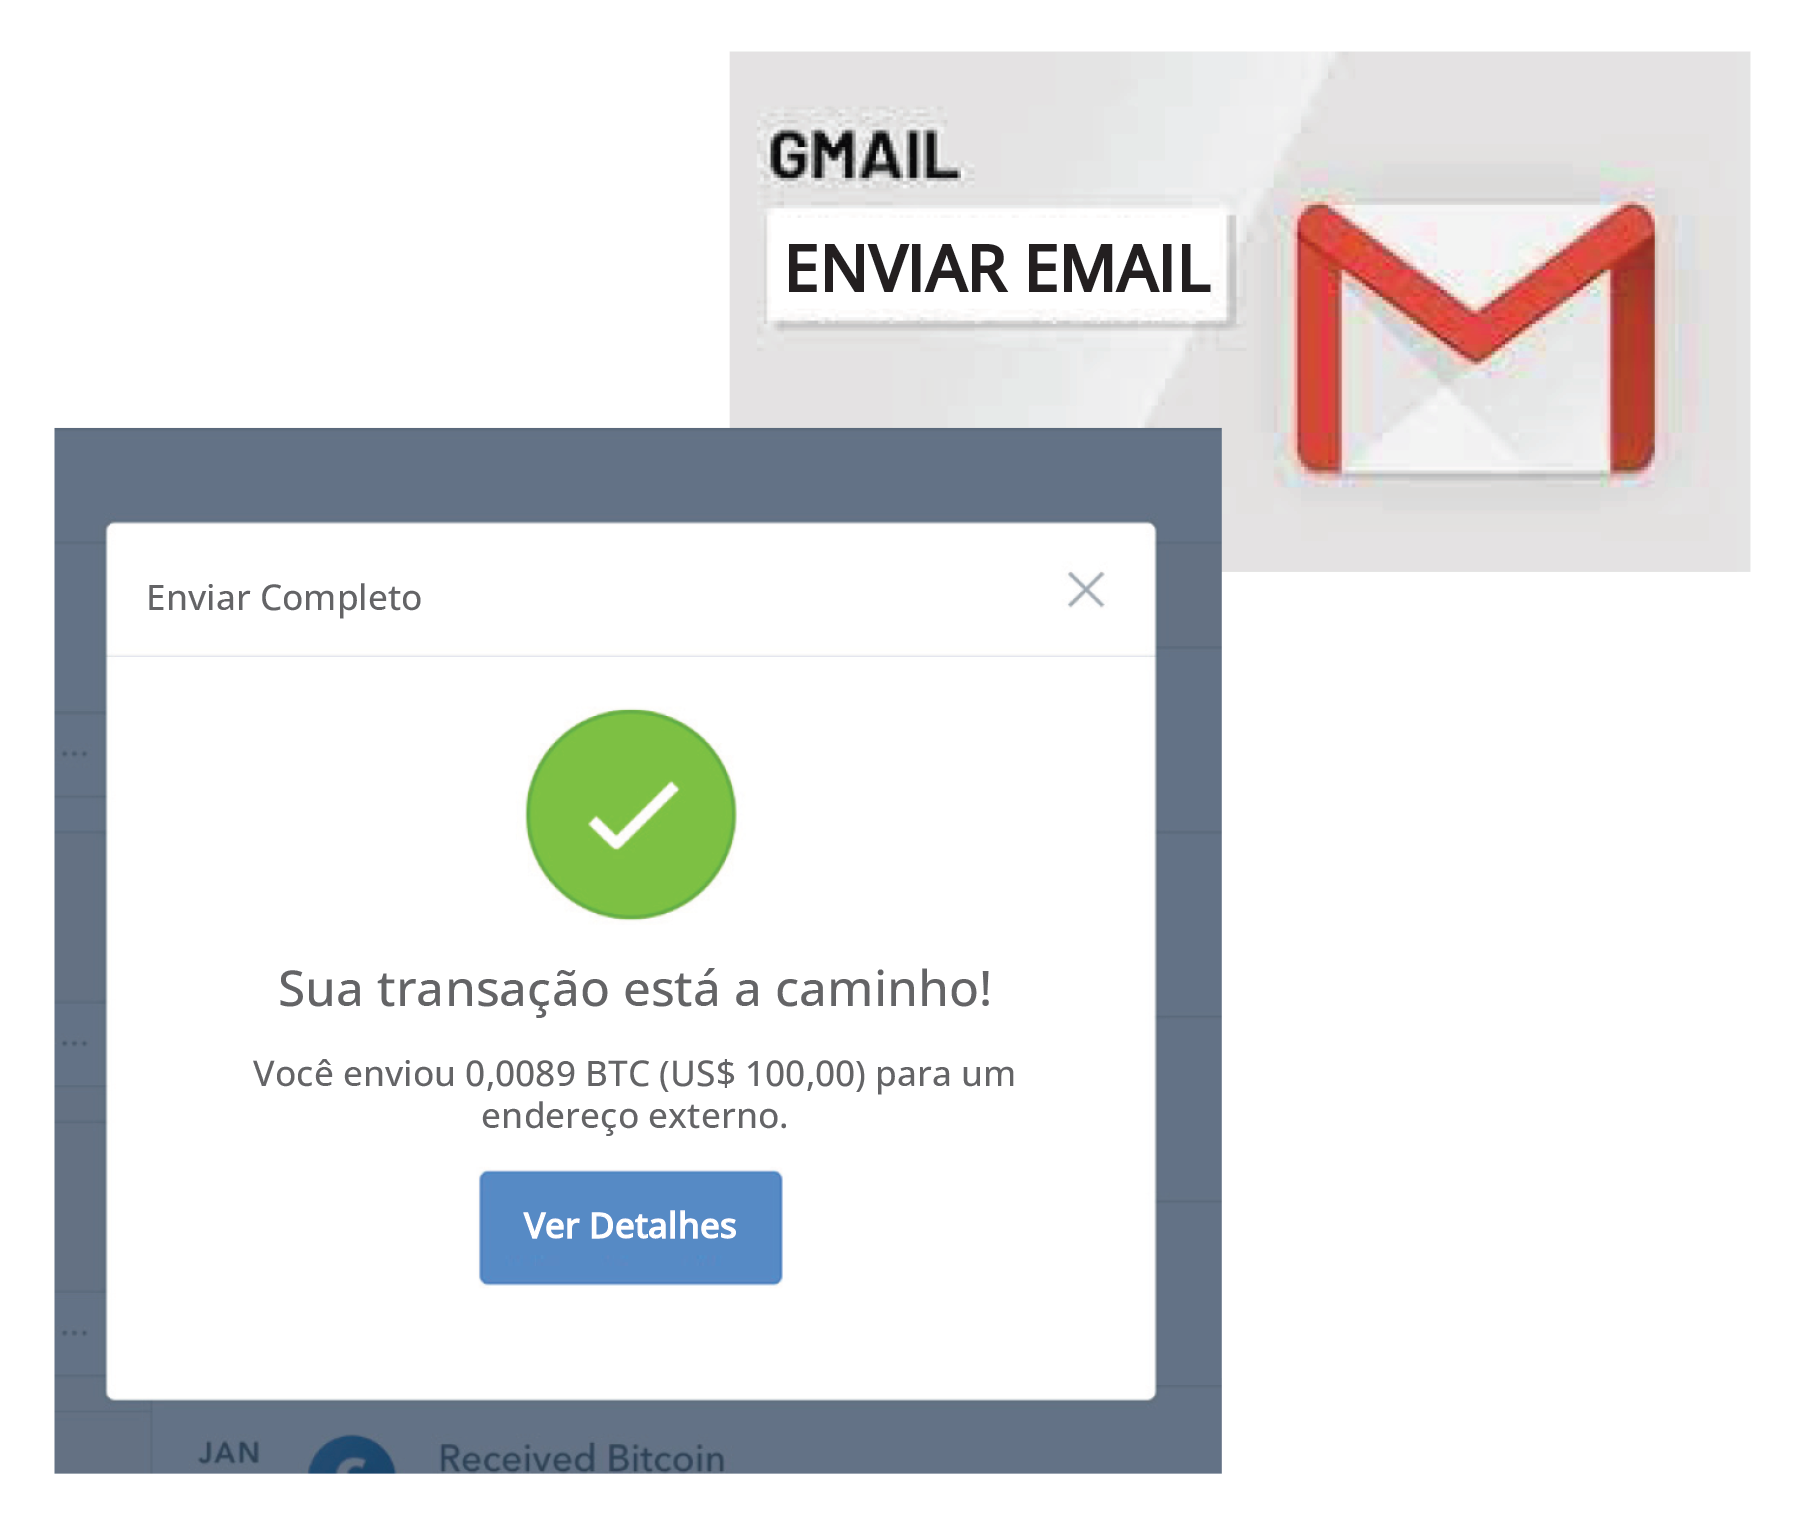 GMAIL
ENVIAR EMAIL
Enviar Completo
Sua transação está a caminho!
Você enviou 0,0089 BTC (US$ 100,00) para um
endereço externo.
Ver Detalhes
...
...
...
JAN
Received Bitcoin